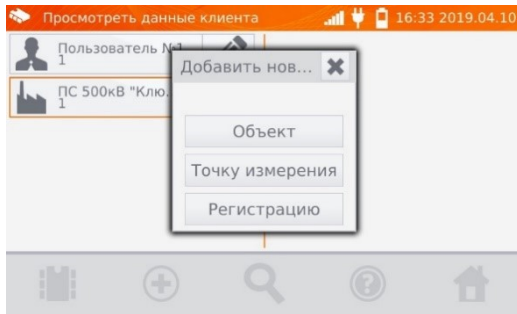 Просмотреть данные клиента 16:33 2019.04.10
Пользователь №1
1
ПС 500кВ "Клю.
1
Добавить нов...
Объект
Точку измерения
Регистрацию